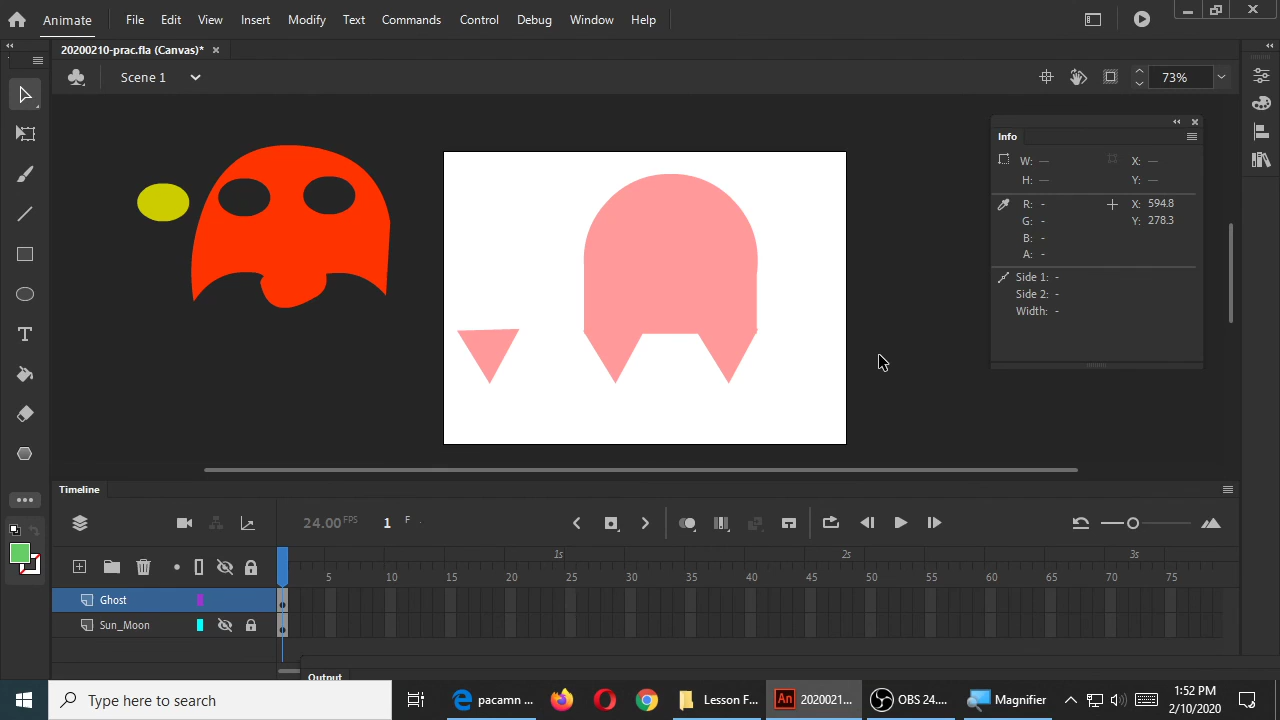 Animate File Edit View Insert Modify Text Commands Control Debug Window Help
20200210-prac.fla (Canvas)* ×
Scene 1 73%
Info
W: — X: —
H: — Y: —
R: - + X: 594.8
G: - Y: 278.3
B: -
A: -
Side 1: -
Side 2: -
Width: -
Timeline
24.00 FPS 1 F
1s 2s 3s
5 10 15 20 25 30 35 40 45 50 55 60 65 70 75
Ghost
Sun_Moon
Output
Type here to search pacamn ... Lesson F... An 2020021... OBS 24.... Magnifier 1:52 PM
2/10/2020